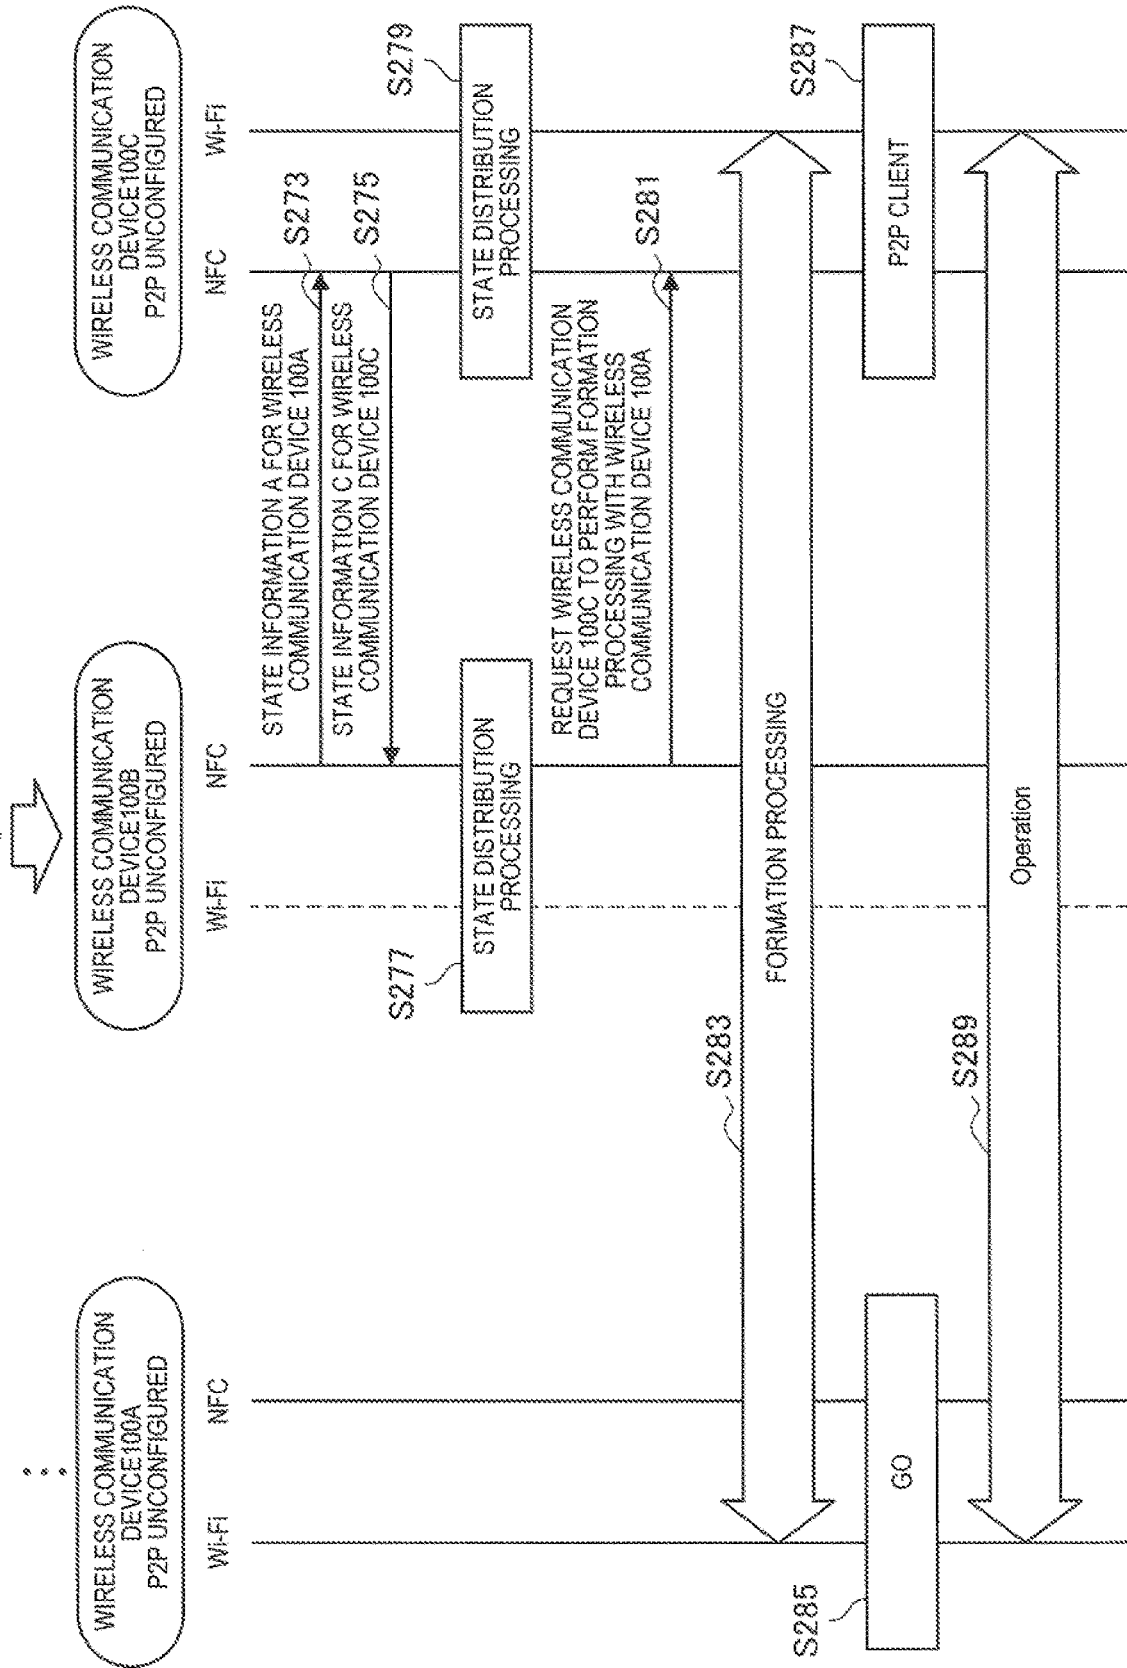 WIRELESS COMMUNICATION
DEVICE100A
P2P UNCONFIGURED
Wi-Fi
NFC
WIRELESS COMMUNICATION
DEVICE100B
P2P UNCONFIGURED
Wi-Fi
NFC
WIRELESS COMMUNICATION
DEVICE100C
P2P UNCONFIGURED
NFC
Wi-Fi
STATE INFORMATION A FOR WIRELESS
COMMUNICATION DEVICE 100A
S273
STATE INFORMATION C FOR WIRELESS
COMMUNICATION DEVICE 100C
S275
S277
STATE DISTRIBUTION
PROCESSING
STATE DISTRIBUTION
PROCESSING
S279
REQUEST WIRELESS COMMUNICATION
DEVICE 100C TO PERFORM FORMATION
PROCESSING WITH WIRELESS
COMMUNICATION DEVICE 100A
S281
S283
FORMATION PROCESSING
S285
GO
P2P CLIENT
S287
S289
Operation